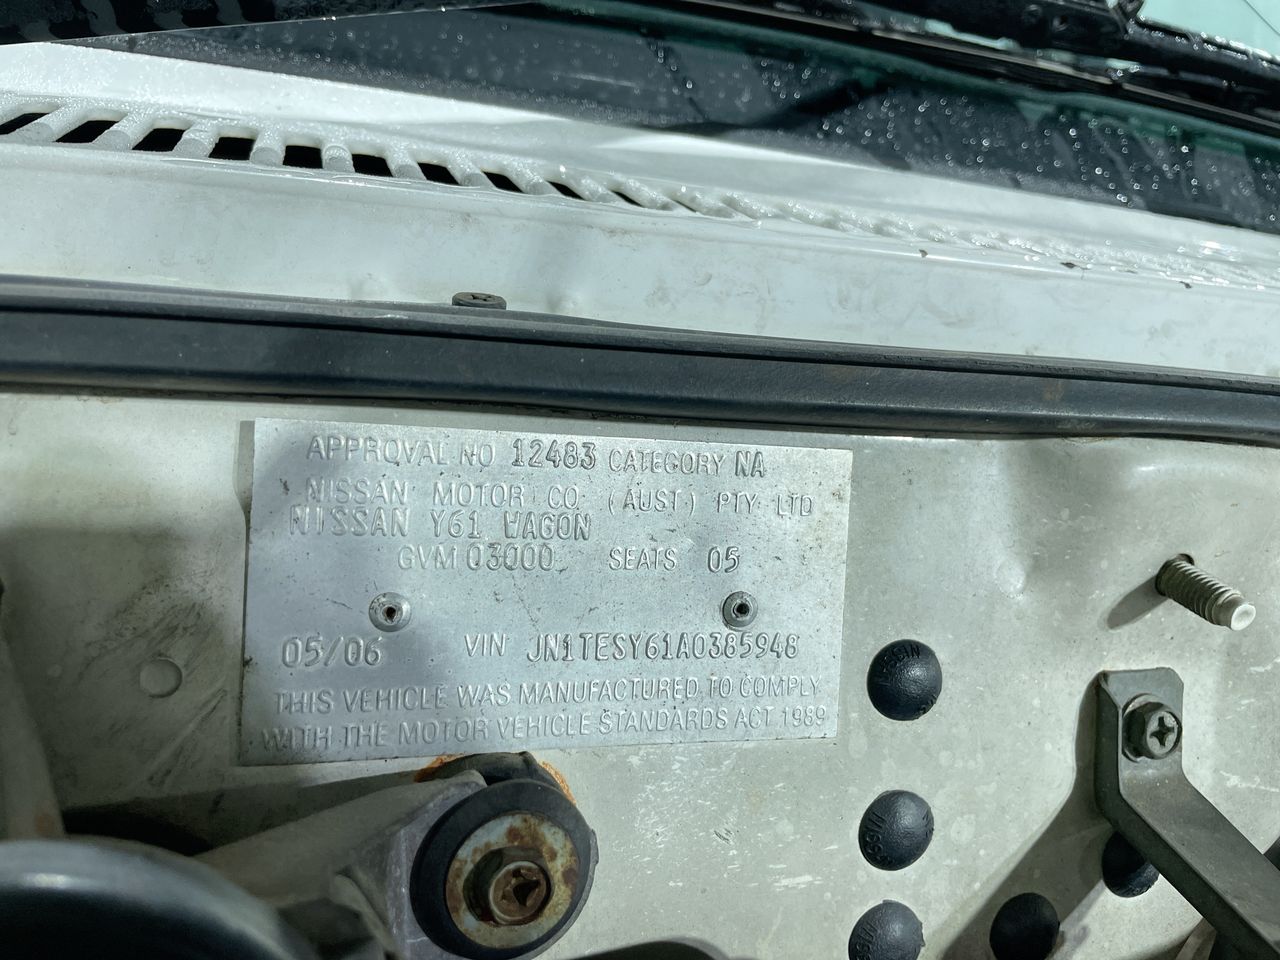 APPROVAL NO 12483 CATEGORY NA
NISSAN MOTOR CO (AUST) PTY LTD
NISSAN Y61 WAGON
GVM 03000 SEATS 05
05/06 VIN JN1TESY61A0385948
THIS VEHICLE WAS MANUFACTURED TO COMPLY
WITH THE MOTOR VEHICLE STANDARDS ACT 1989